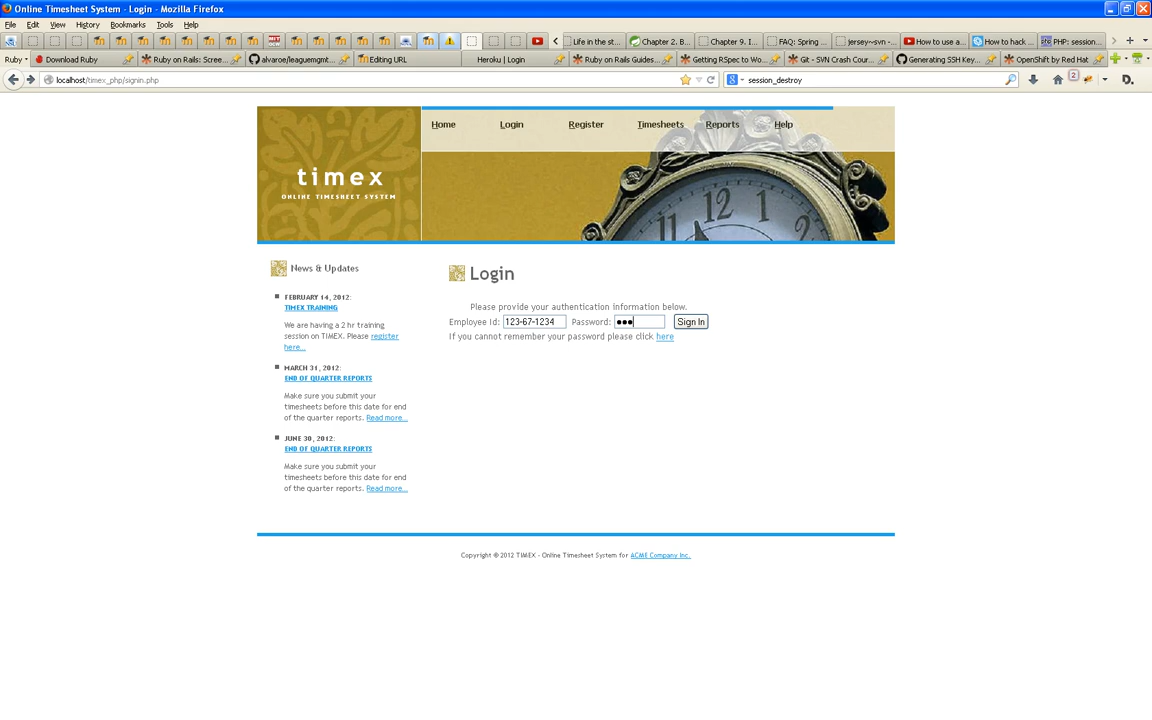 Online Timesheet System - Login - Mozilla Firefox
File Edit View History Bookmarks Tools Help
Life in the st... Chapter 2. B... Chapter 9. I... FAQ: Spring ... jersey~svn -... How to use a... How to hack ... PHP: session...
Ruby Download Ruby Ruby on Rails: Scree... alvaroe/leaguemgmt... Editing URL Heroku | Login Ruby on Rails Guides... Getting RSpec to Wo... Git - SVN Crash Cour... Generating SSH Key... OpenShift by Red Hat
localhost/timex_php/signin.php
session_destroy
2
D.
Home Login Register Timesheets Reports Help
timex
ONLINE TIMESHEET SYSTEM
12 1
News & Updates
FEBRUARY 14, 2012:
TIMEX TRAINING
We are having a 2 hr training
session on TIMEX. Please register
here...
MARCH 31, 2012:
END OF QUARTER REPORTS
Make sure you submit your
timesheets before this date for end
of the quarter reports. Read more...
JUNE 30, 2012:
END OF QUARTER REPORTS
Make sure you submit your
timesheets before this date for end
of the quarter reports. Read more...
Login
Please provide your authentication information below.
Employee Id: 123-67-1234 Password: ●●● Sign In
If you cannot remember your password please click here
Copyright © 2012 TIMEX - Online Timesheet System for ACME Company Inc.